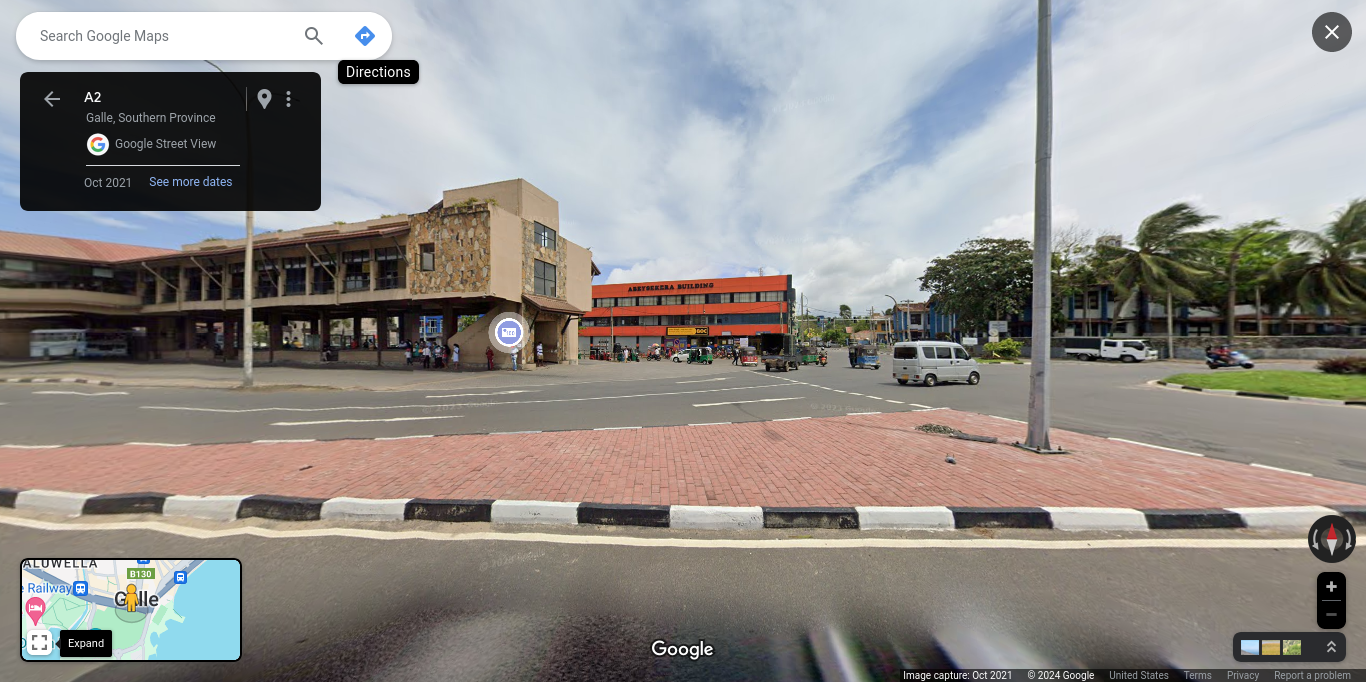 Search Google Maps
Directions
A2
Galle, Southern Province
Google Street View
Oct 2021 See more dates
ABEYSEKERA BUILDING
ALUWELLA
B130
e Railway
Galle
Expand
Google
Image capture: Oct 2021 © 2024 Google United States Terms Privacy Report a problem